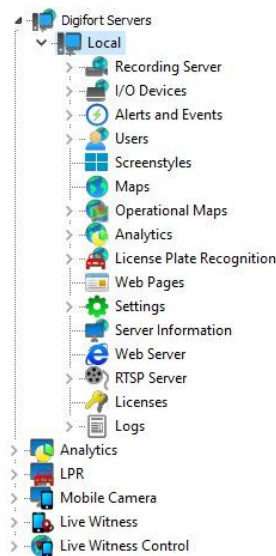 Digifort Servers
Local
Recording Server
I/O Devices
Alerts and Events
Users
Screenstyles
Maps
Operational Maps
Analytics
License Plate Recognition
Web Pages
Settings
Server Information
Web Server
RTSP Server
Licenses
Logs
Analytics
LPR
Mobile Camera
Live Witness
Live Witness Control